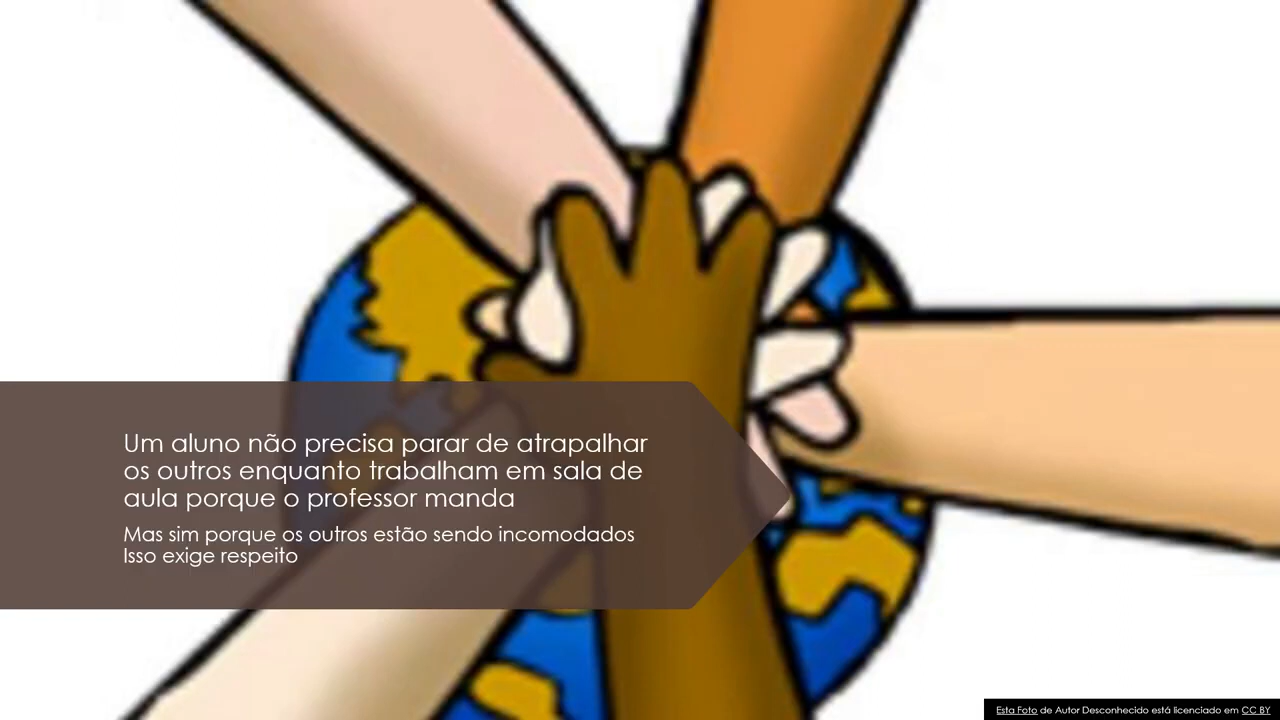 Um aluno não precisa parar de atrapalhar
os outros enquanto trabalham em sala de
aula porque o professor manda
Mas sim porque os outros estão sendo incomodados
Isso exige respeito
Esta Foto de Autor Desconhecido está licenciado em CC BY